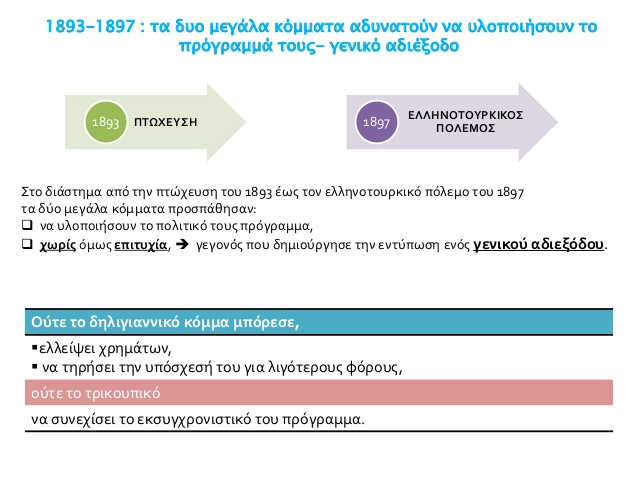 1893-1897 : τα δυο μεγάλα κόμματα αδυνατούν να υλοποιήσουν το
πρόγραμμά τους- γενικό αδιέξοδο
1893 ΠΤΩΧΕΥΣΗ
1897 ΕΛΛΗΝΟΤΟΥΡΚΙΚΟΣ
ΠΟΛΕΜΟΣ
Στο διάστημα από την πτώχευση του 1893 έως τον ελληνοτουρκικό πόλεμο του 1897
τα δύο μεγάλα κόμματα προσπάθησαν:
❑ να υλοποιήσουν το πολιτικό τους πρόγραμμα,
❑ χωρίς όμως επιτυχία, ➔ γεγονός που δημιούργησε την εντύπωση ενός γενικού αδιεξόδου.
Ούτε το δηλιγιαννικό κόμμα μπόρεσε,
▪ελλείψει χρημάτων,
▪ να τηρήσει την υπόσχεσή του για λιγότερους φόρους,
ούτε το τρικουπικό
να συνεχίσει το εκσυγχρονιστικό του πρόγραμμα.